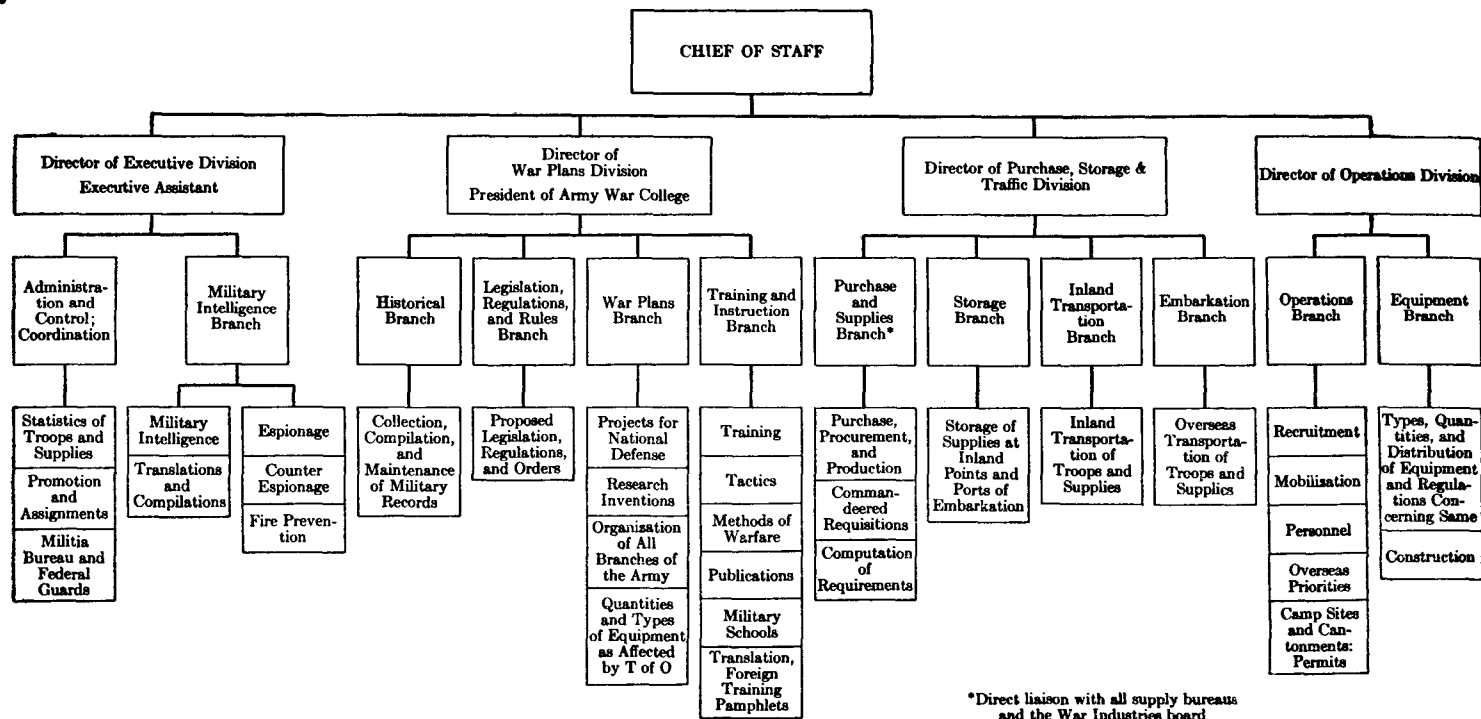 CHIEF OF STAFF
Director of Executive Division
Executive Assistant
Director of
War Plans Division
President of Army War College
Director of Purchase, Storage &
Traffic Division
Director of Operations Division
Administra-
tion and
Control;
Coordination
Military
Intelligence
Branch
Historical
Branch
Legislation,
Regulations,
and Rules
Branch
War Plans
Branch
Training and
Instruction
Branch
Purchase
and
Supplies
Branch*
Storage
Branch
Inland
Transporta-
tion
Branch
Embarkation
Branch
Operations
Branch
Equipment
Branch
Statistics of
Troops and
Supplies
Promotion
and
Assignments
Militia
Bureau and
Federal
Guards
Military
Intelligence
Translations
and
Compilations
Espionage
Counter
Espionage
Fire Preven-
tion
Collection,
Compilation,
and
Maintenance
of Military
Records
Proposed
Legislation,
Regulations,
and Orders
Projects for
National
Defense
Research
Inventions
Organisation
of All
Branches of
the Army
Quantities
and Types
of Equipment
as Affected
by T of O
Training
Tactics
Methods of
Warfare
Publications
Military
Schools
Translation,
Foreign
Training
Pamphlets
Purchase,
Procurement,
and
Production
Comman-
deered
Requisitions
Computation
of
Requirements
Storage of
Supplies at
Inland
Points and
Ports of
Embarkation
Inland
Transporta-
tion of
Troops and
Supplies
Overseas
Transporta-
tion of
Troops and
Supplies
Recruitment
Mobilisation
Personnel
Overseas
Priorities
Camp Sites
and Can-
tonments:
Permits
Types, Quan-
tities, and
Distribution
of Equipment
and Regula-
tions Con-
cerning Same
Construction
*Direct liaison with all supply bureaus
and the War Industries board